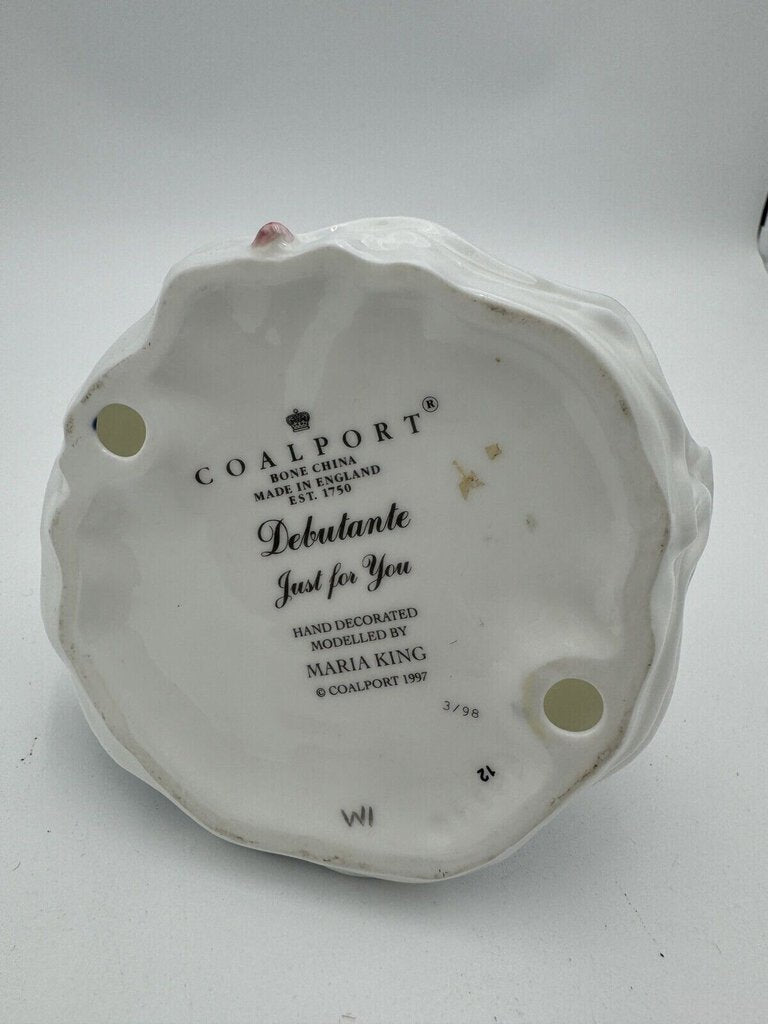 COALPORT®
BONE CHINA
MADE IN ENGLAND
EST. 1750
Debutante
Just for You
HAND DECORATED
MODELLED BY
MARIA KING
© COALPORT 1997
3/98
12
WI